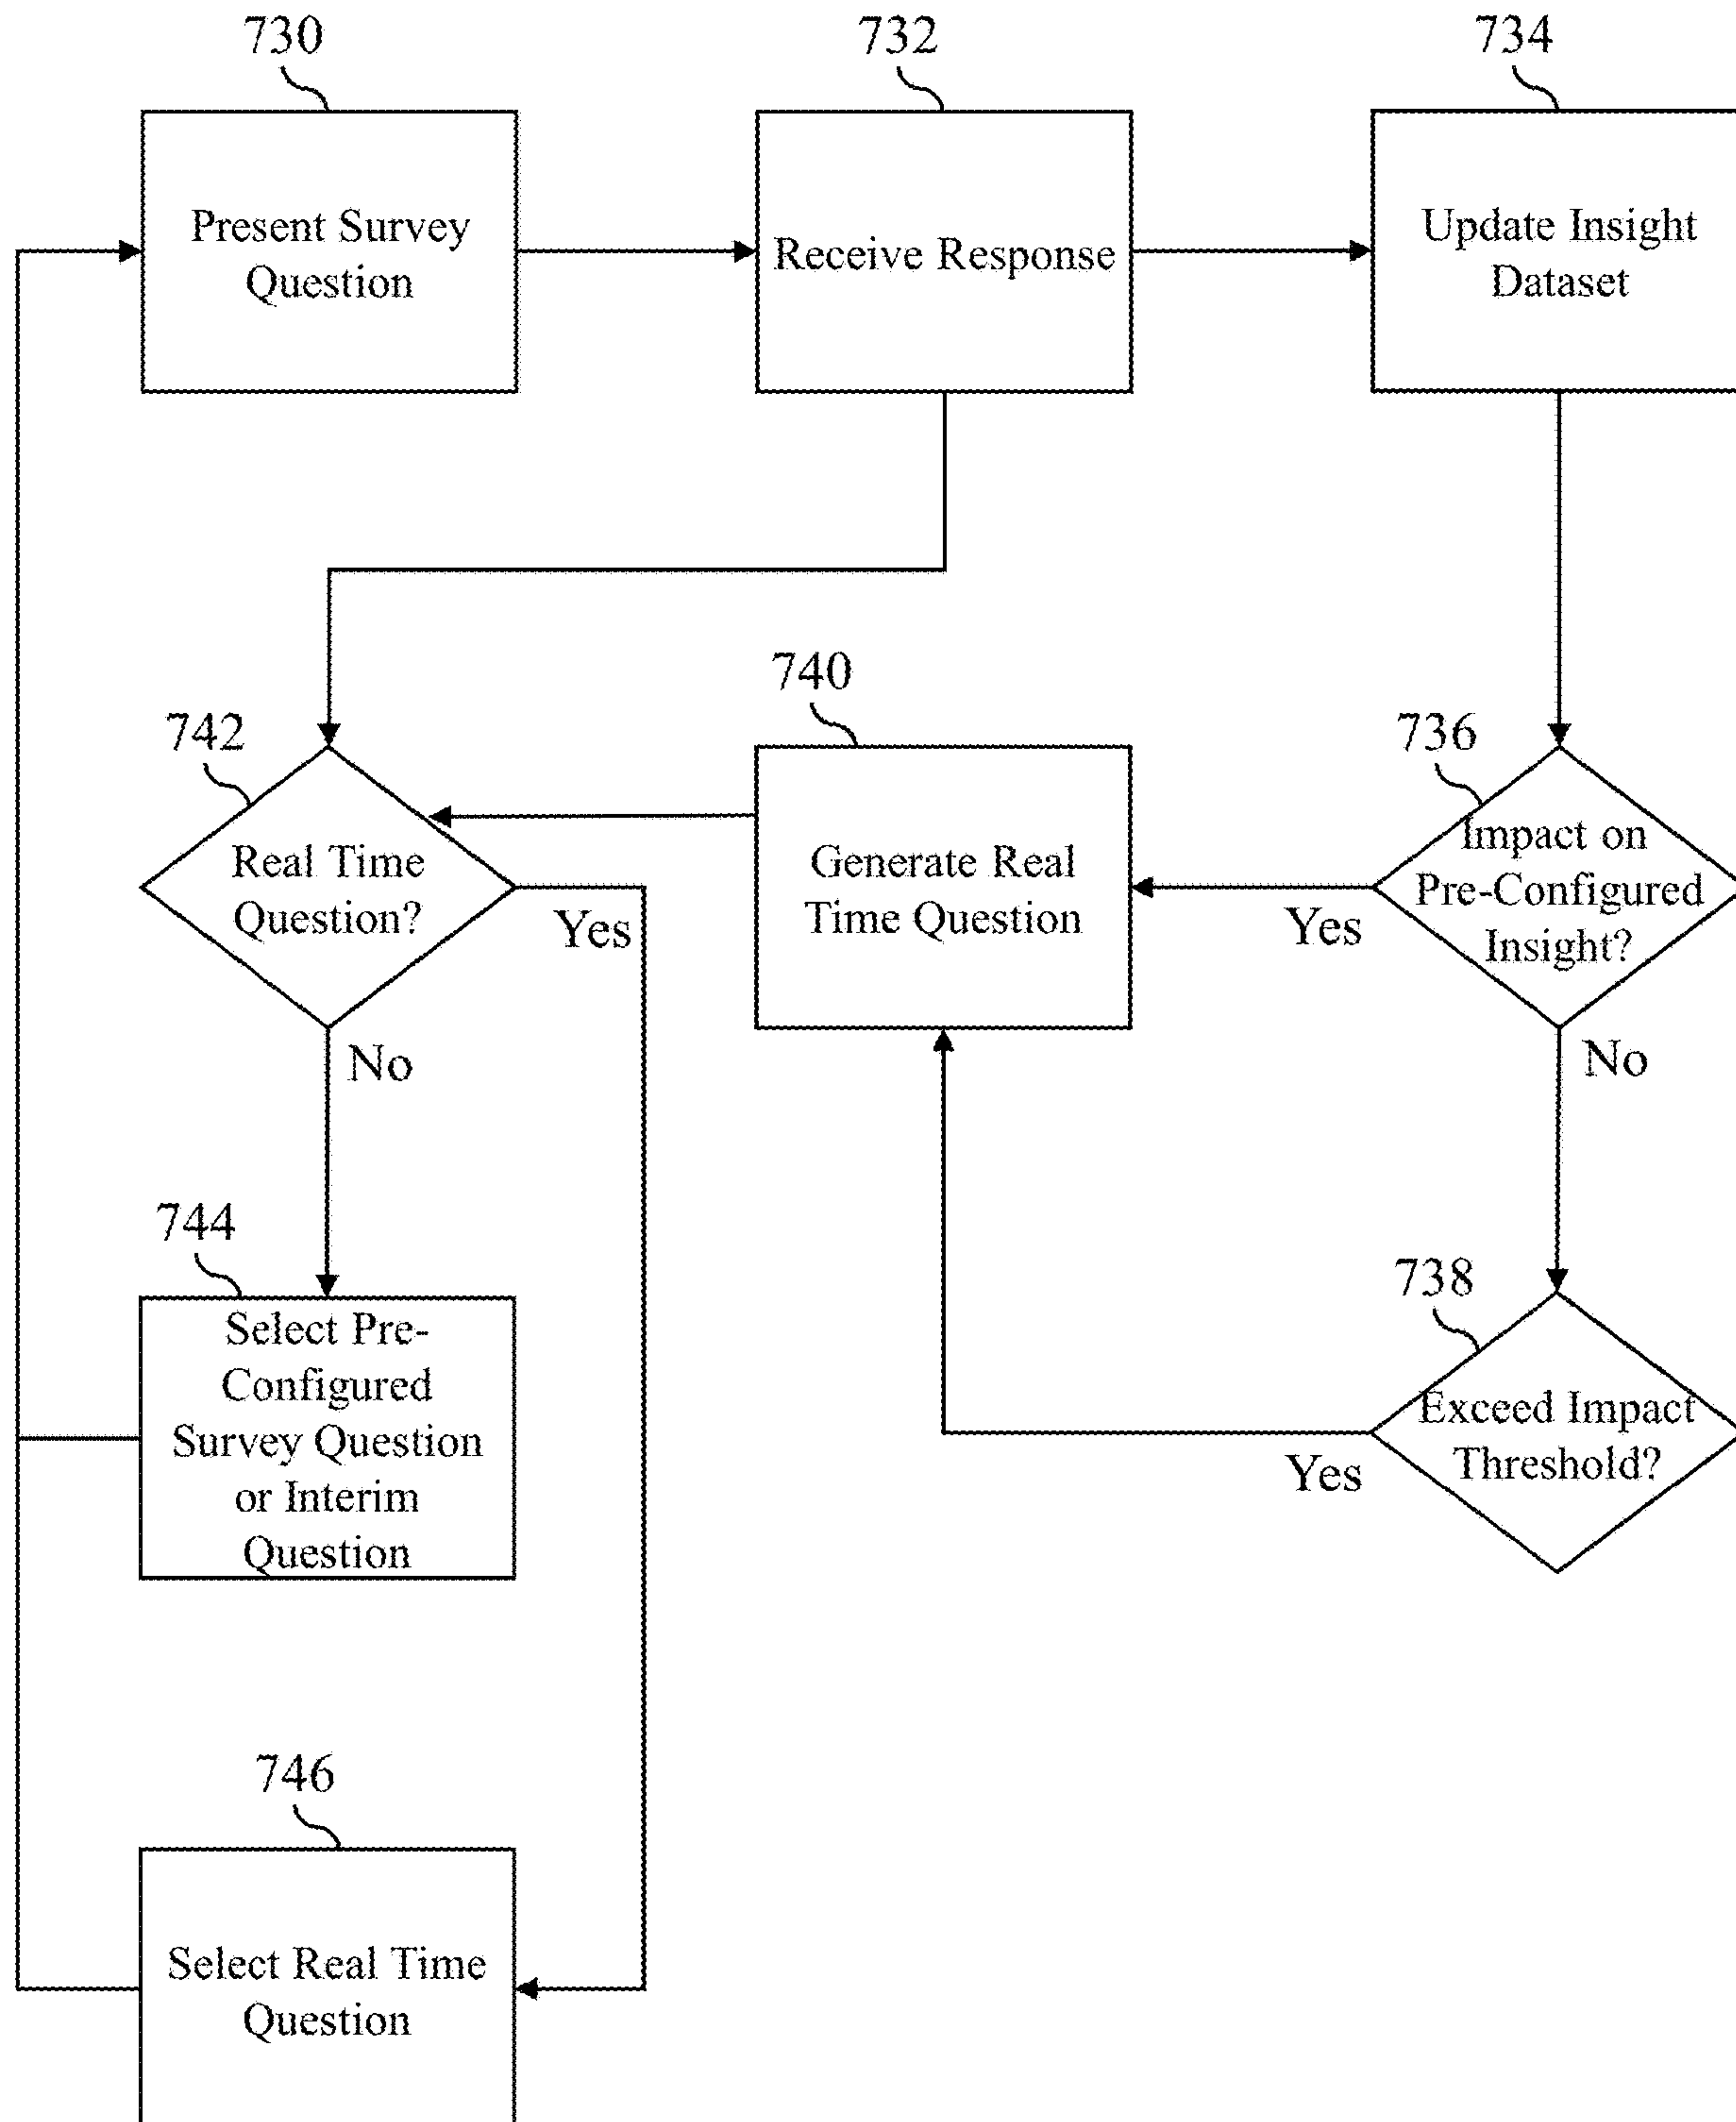 730
732
734
Present Survey
Question
Receive Response
Update Insight
Dataset
740
742
736
Real Time
Question?
Yes
No
Generate Real
Time Question
Impact on
Pre-Configured
Insight?
Yes
No
744
738
Select Pre-
Configured
Survey Question
or Interim
Question
Exceed Impact
Threshold?
Yes
746
Select Real Time
Question